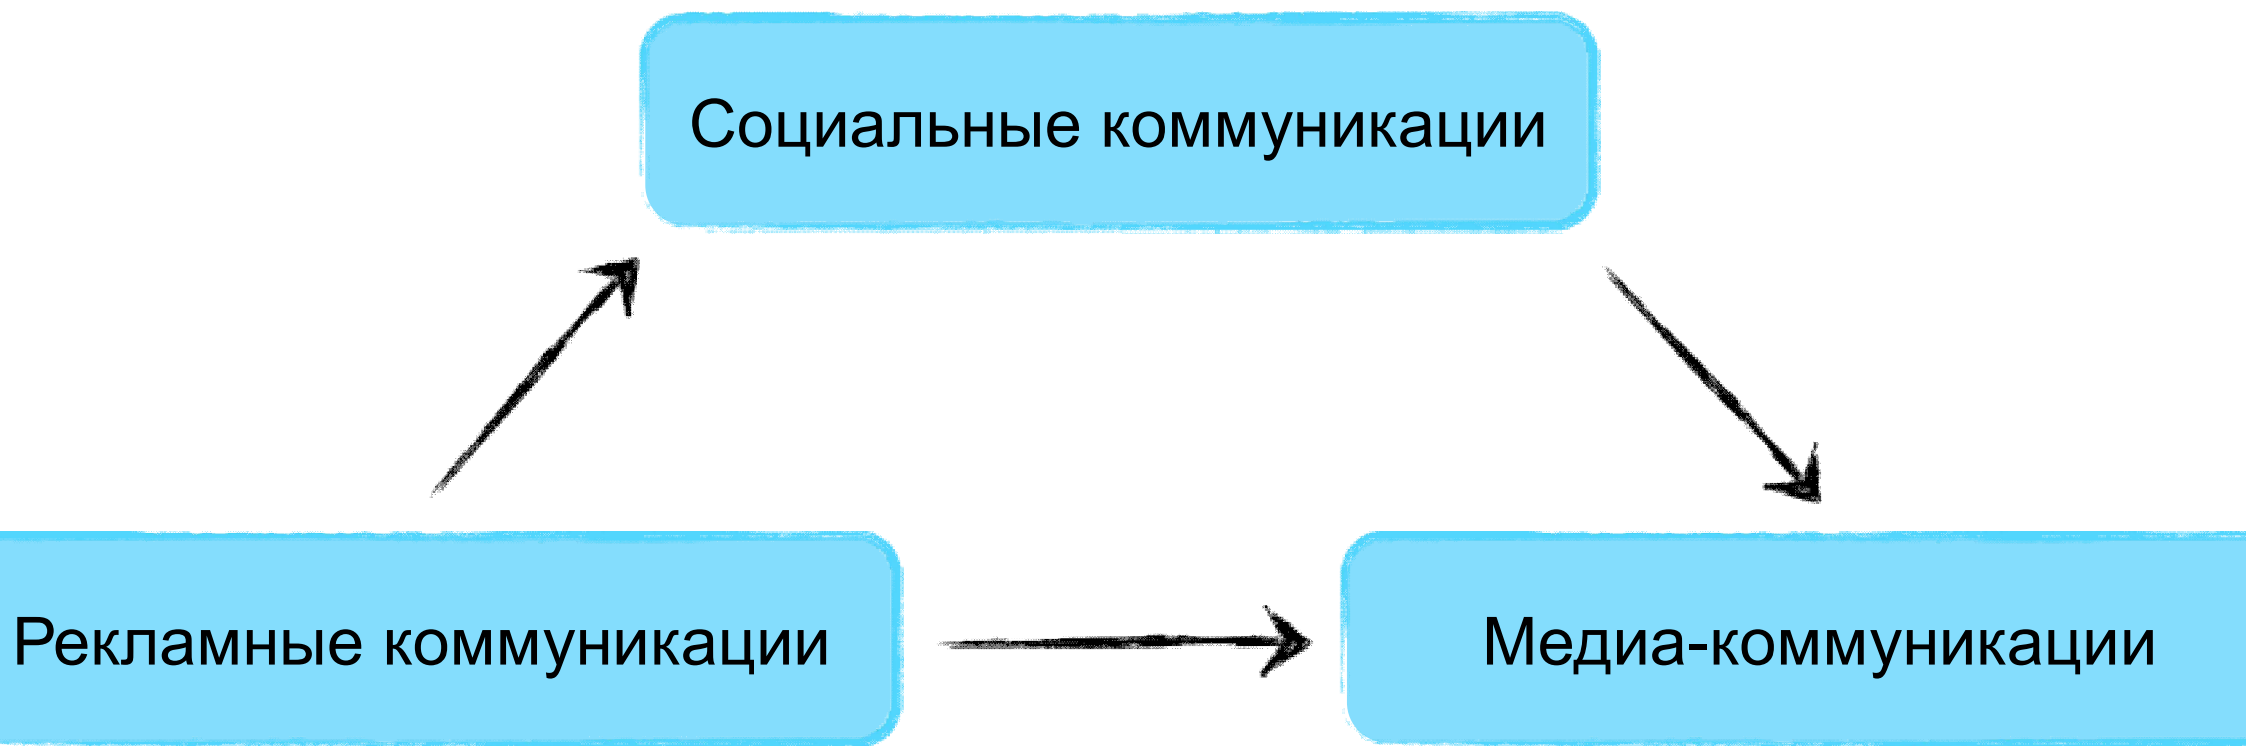 Социальные коммуникации
Рекламные коммуникации
Медиа-коммуникации